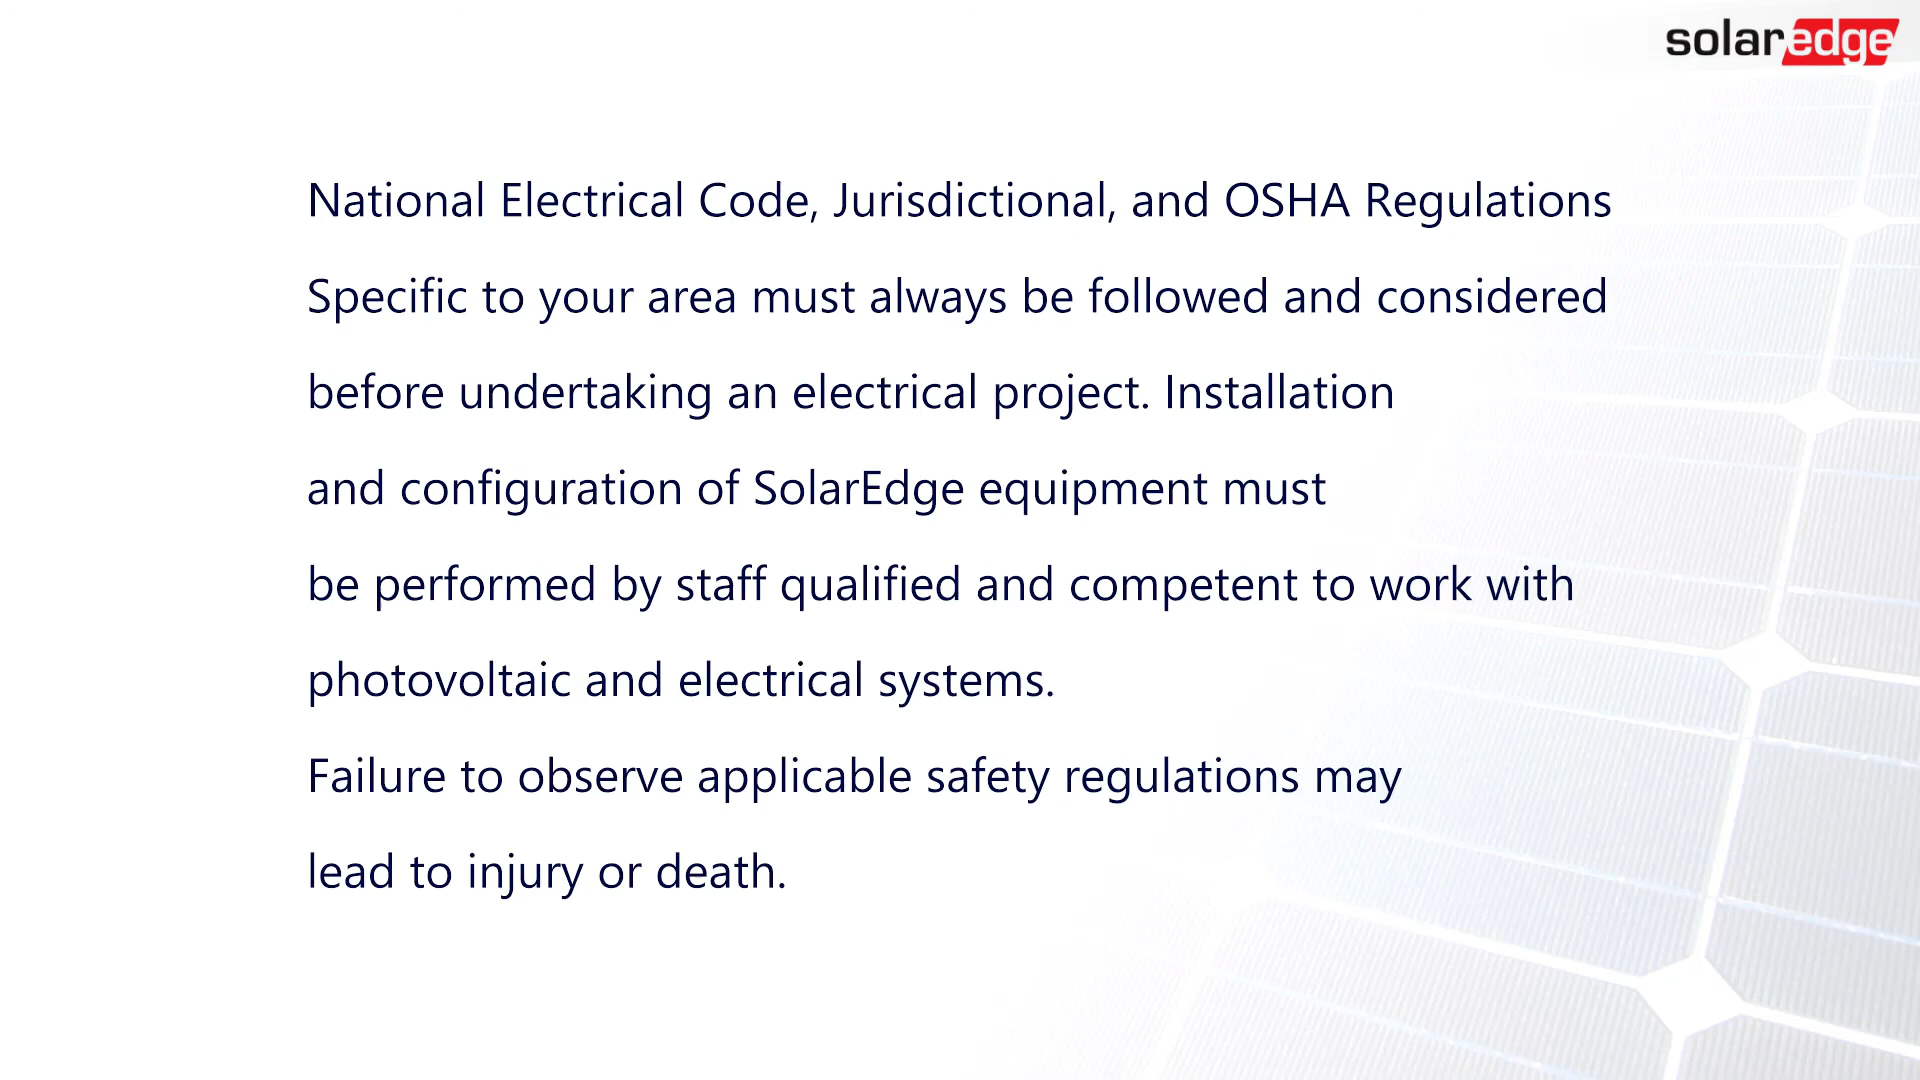 solaredge
National Electrical Code, Jurisdictional, and OSHA Regulations
Specific to your area must always be followed and considered
before undertaking an electrical project. Installation
and configuration of SolarEdge equipment must
be performed by staff qualified and competent to work with
photovoltaic and electrical systems.
Failure to observe applicable safety regulations may
lead to injury or death.